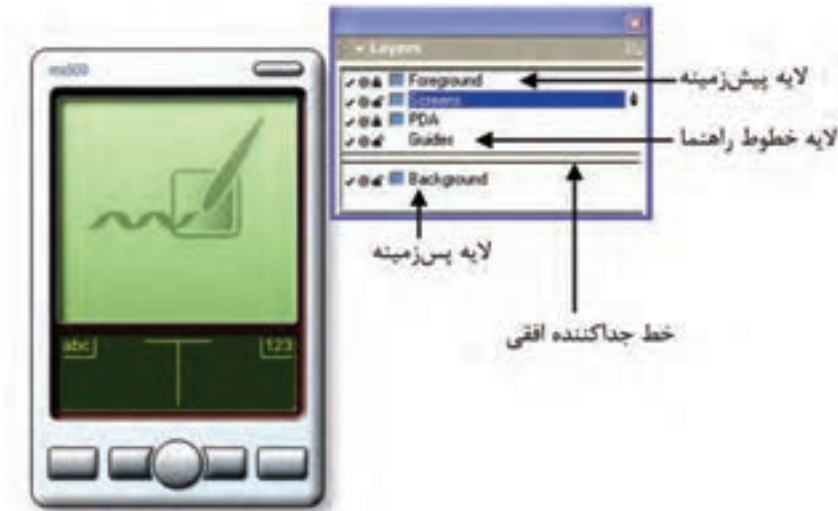 Layers
Foreground
لایه پیش‌زمینه
Screens
PDA
Guides
لایه خطوط راهنما
Background
لایه پس‌زمینه
خط جداکننده افقی
abc
123